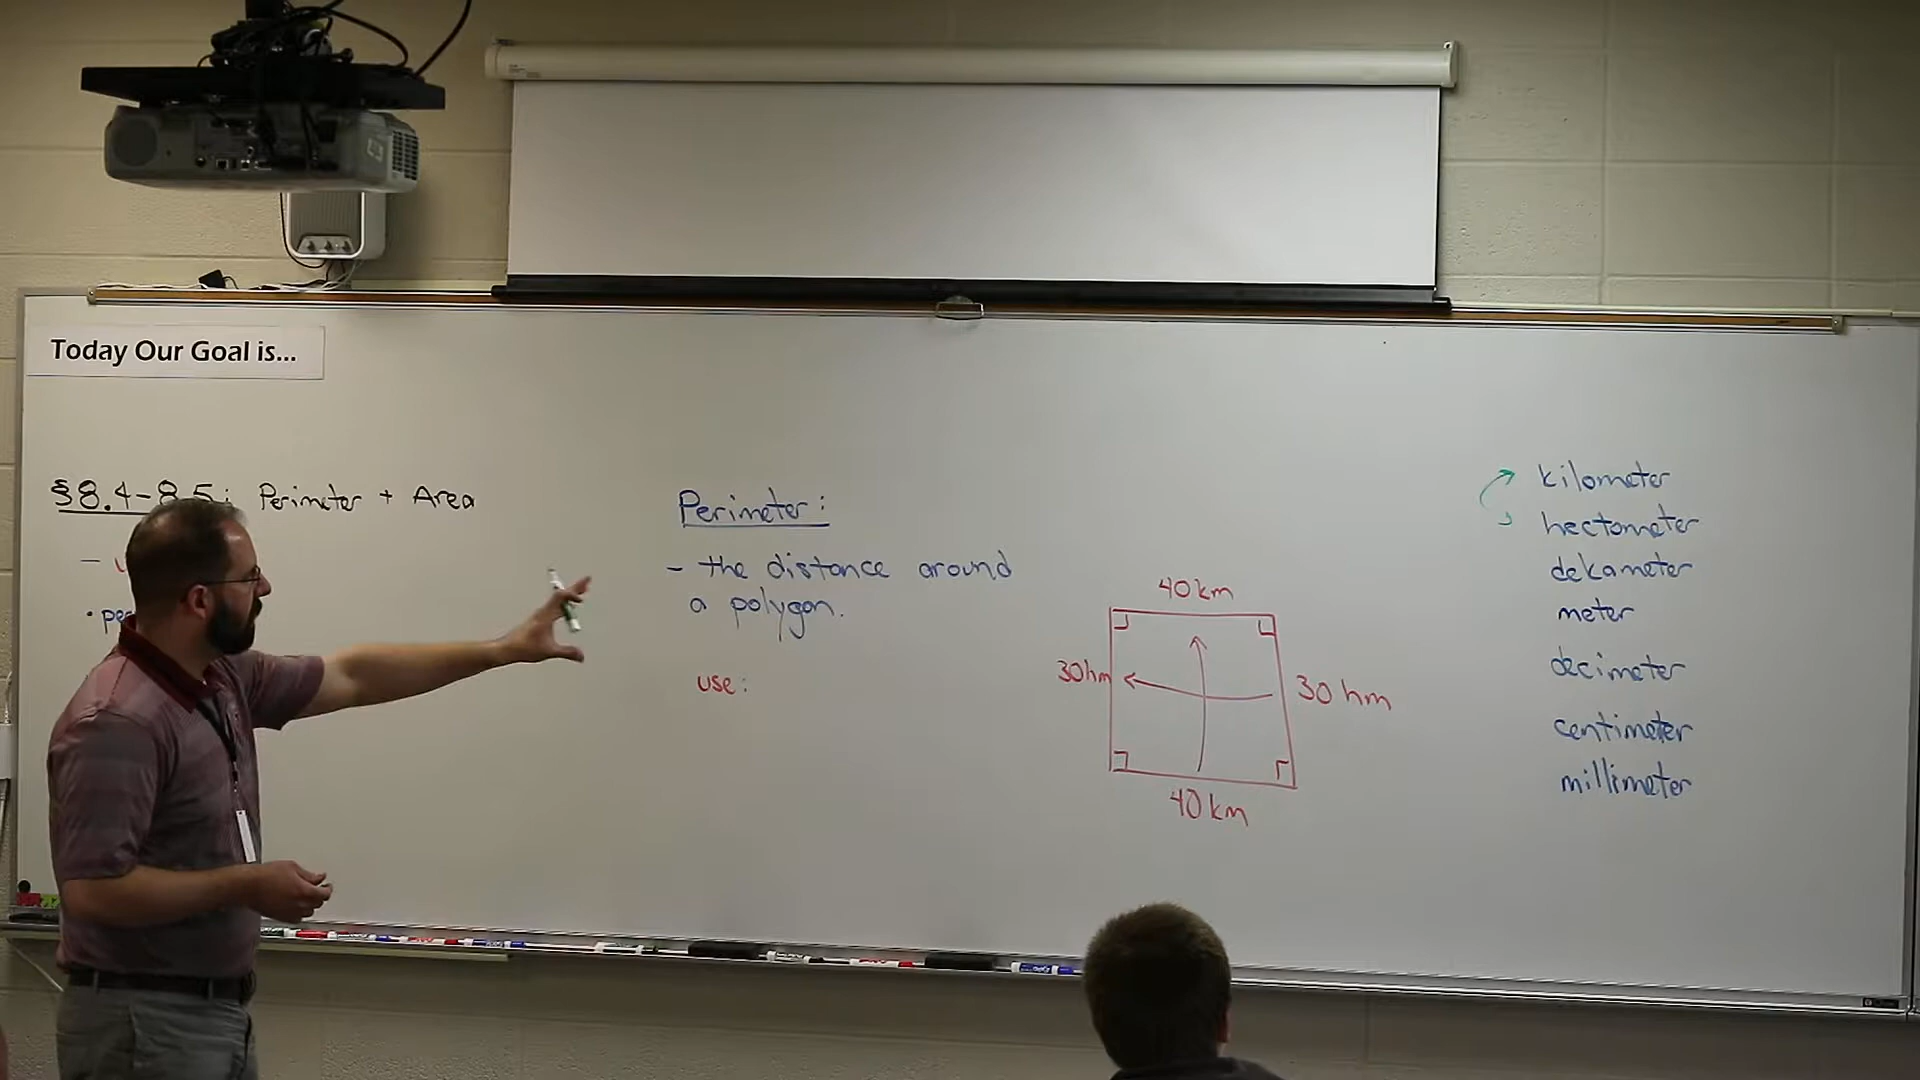 Today Our Goal is...
§8.4-8.5: Perimeter + Area
Perimeter:
- the distance around
a polygon.
use:
40 km
30 hm
30 hm
40 km
kilometer
hectometer
dekameter
meter
decimeter
centimeter
millimeter